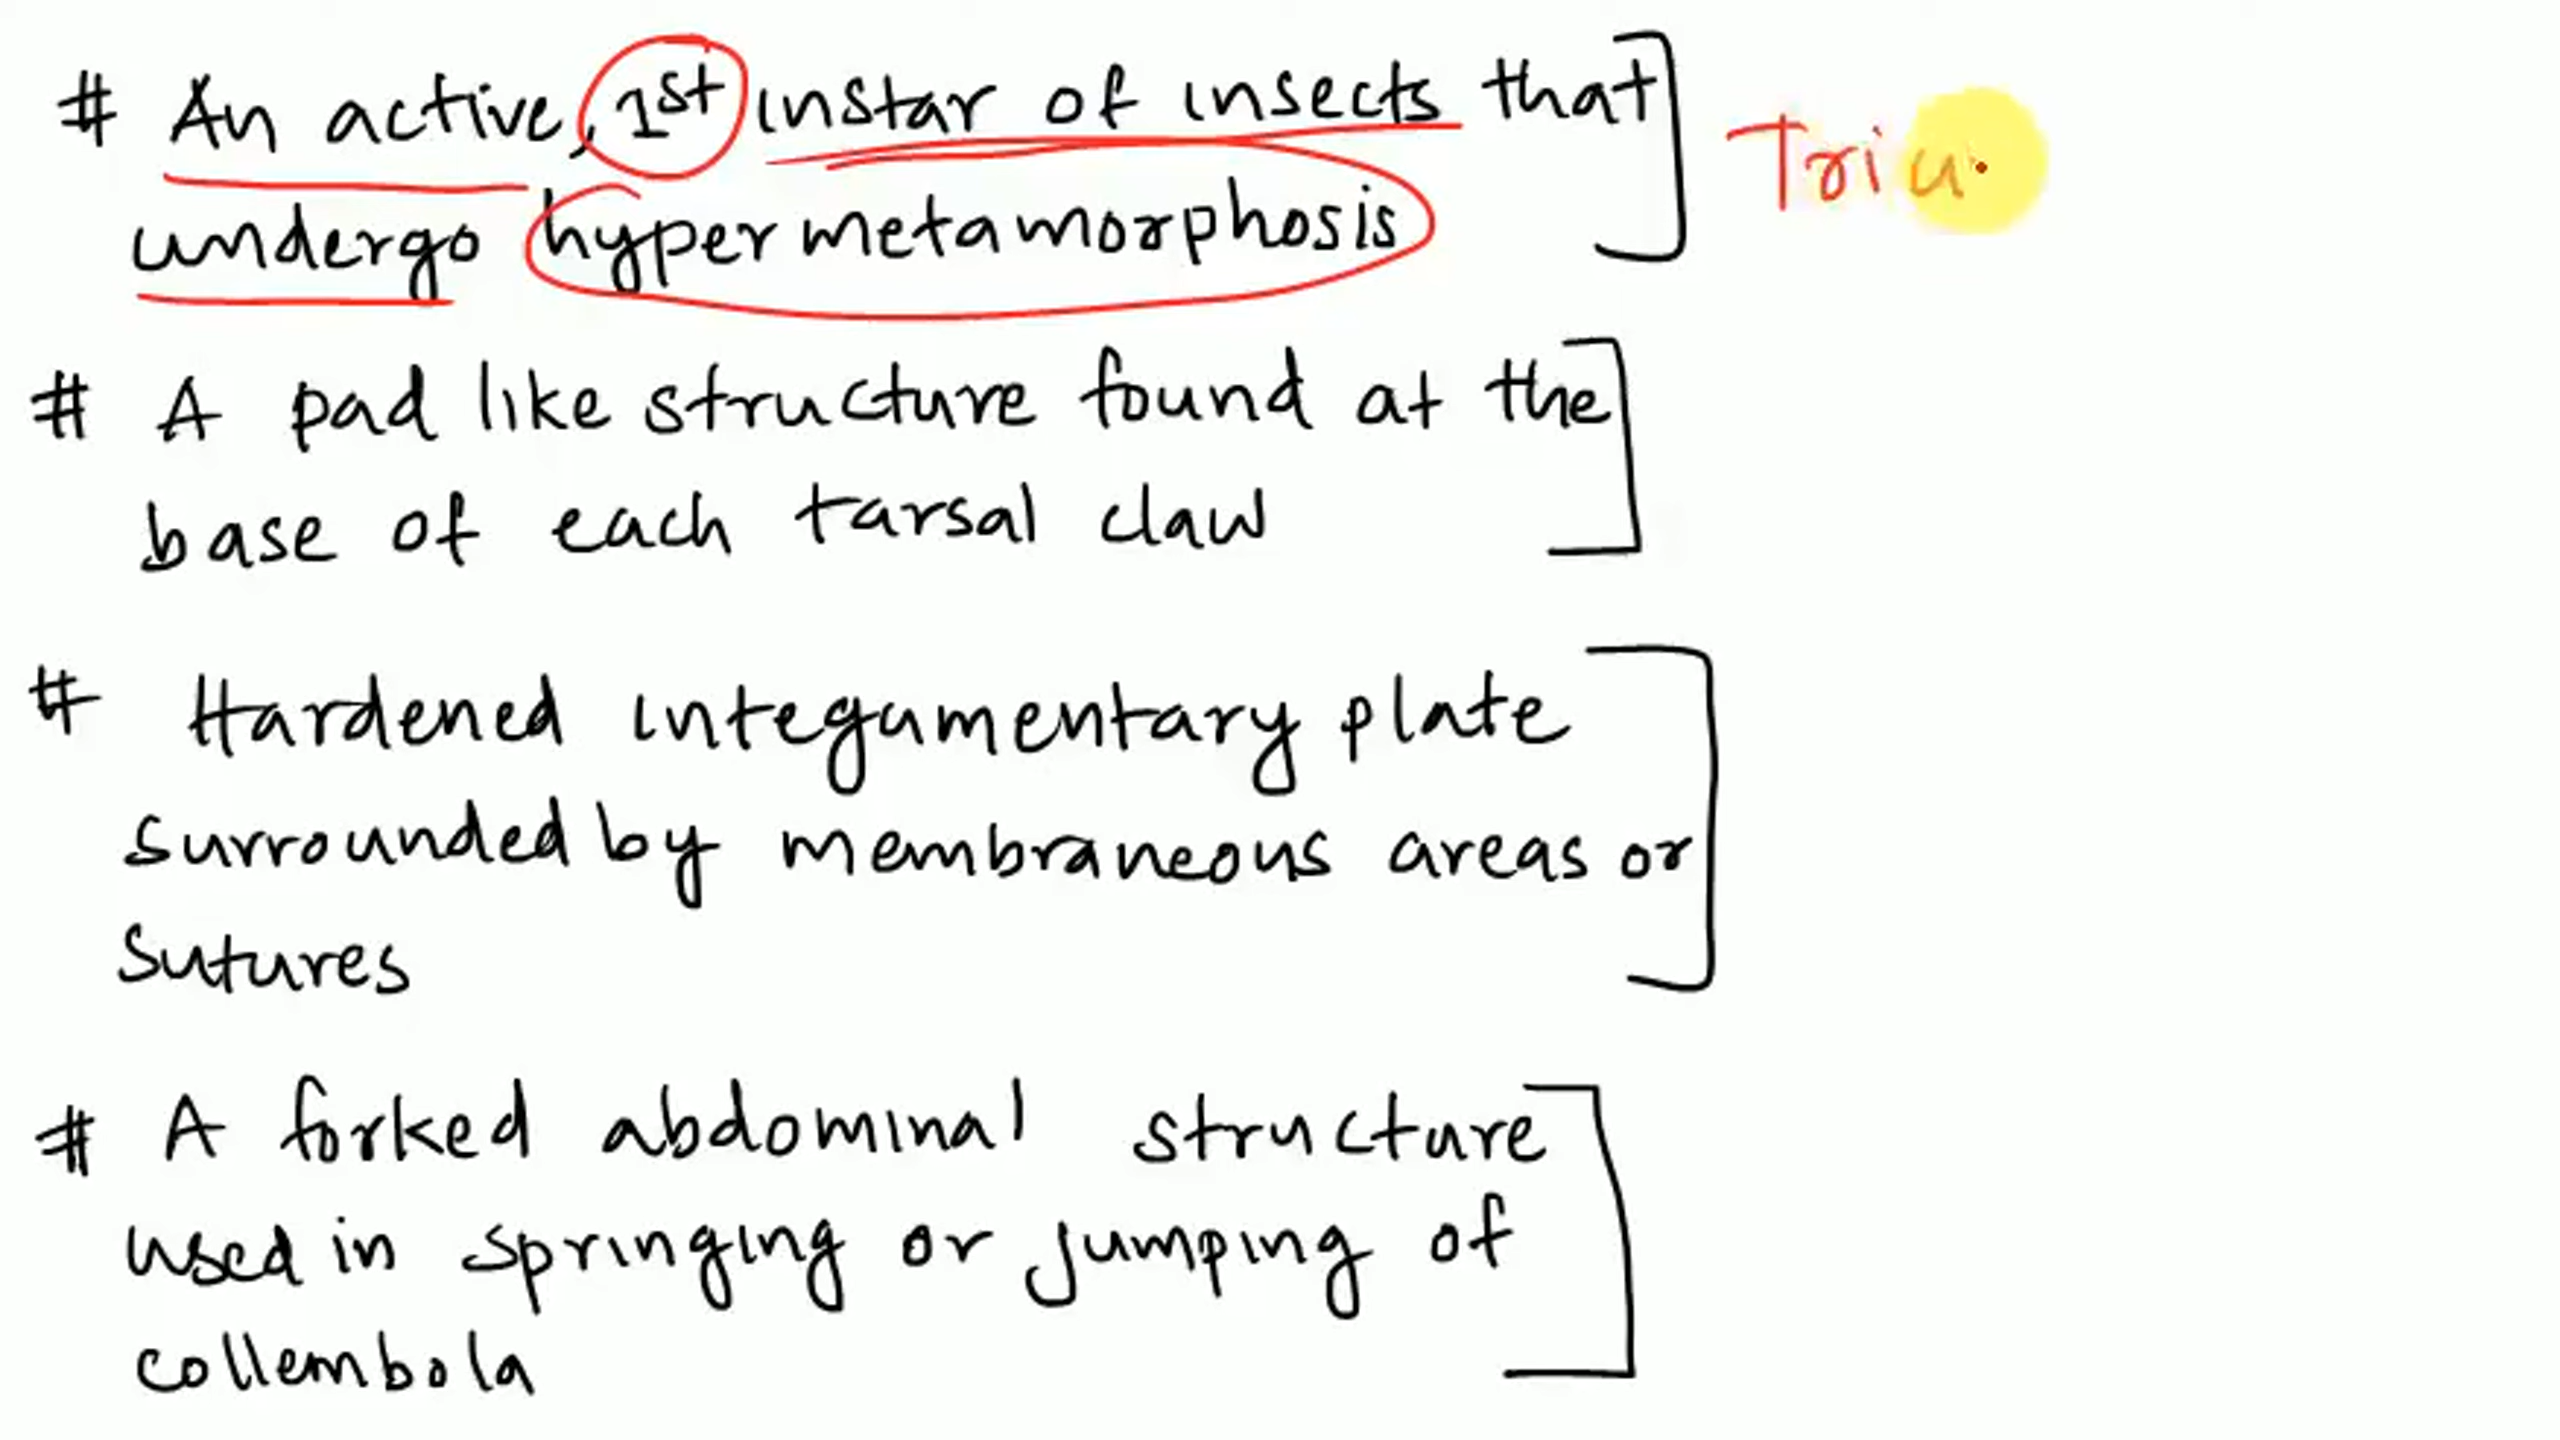 # An active, 1st instar of insects that
undergo hypermetamorphosis
Triu
# A pad like structure found at the
base of each tarsal claw
# Hardened integumentary plate
surrounded by membraneous areas or
sutures
# A forked abdominal structure
used in springing or jumping of
collembola